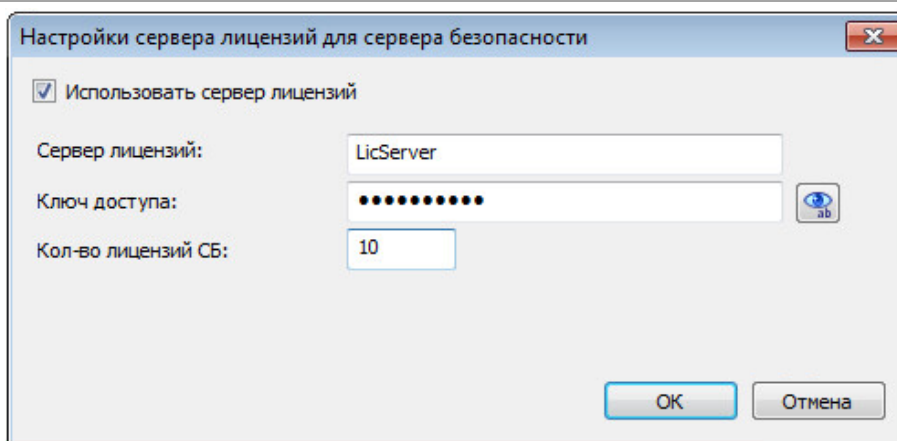 Настройки сервера лицензий для сервера безопасности
Использовать сервер лицензий
Сервер лицензий: LicServer
Ключ доступа: ●●●●●●●●●●
ab
Кол-во лицензий СБ: 10
ОК Отмена